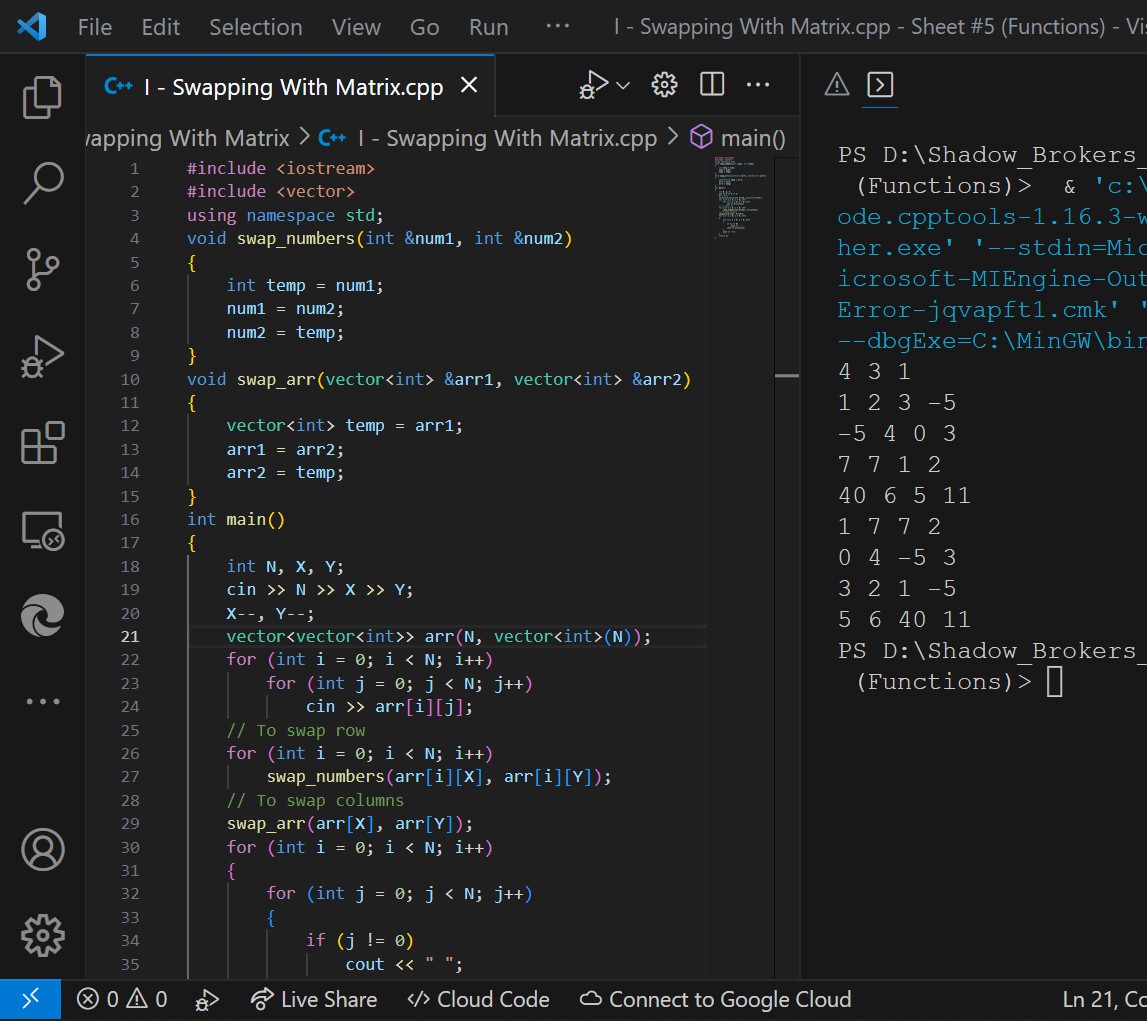 File Edit Selection View Go Run ··· I - Swapping With Matrix.cpp - Sheet #5 (Functions) - Vis
C++ I - Swapping With Matrix.cpp
wapping With Matrix > C++ I - Swapping With Matrix.cpp > main()
1 #include <iostream>
2 #include <vector>
3 using namespace std;
4 void swap_numbers(int &num1, int &num2)
5 {
6 int temp = num1;
7 num1 = num2;
8 num2 = temp;
9 }
10 void swap_arr(vector<int> &arr1, vector<int> &arr2)
11 {
12 vector<int> temp = arr1;
13 arr1 = arr2;
14 arr2 = temp;
15 }
16 int main()
17 {
18 int N, X, Y;
19 cin >> N >> X >> Y;
20 X--, Y--;
21 vector<vector<int>> arr(N, vector<int>(N));
22 for (int i = 0; i < N; i++)
23 for (int j = 0; j < N; j++)
24 cin >> arr[i][j];
25 // To swap row
26 for (int i = 0; i < N; i++)
27 swap_numbers(arr[i][X], arr[i][Y]);
28 // To swap columns
29 swap_arr(arr[X], arr[Y]);
30 for (int i = 0; i < N; i++)
31 {
32 for (int j = 0; j < N; j++)
33 {
34 if (j != 0)
35 cout << " ";
PS D:\Shadow_Brokers_
(Functions)> & 'c:\
ode.cpptools-1.16.3-w
her.exe' '--stdin=Mic
icrosoft-MIEngine-Out
Error-jqvapft1.cmk' '
--dbgExe=C:\MinGW\bin
4 3 1
1 2 3 -5
-5 4 0 3
7 7 1 2
40 6 5 11
1 7 7 2
0 4 -5 3
3 2 1 -5
5 6 40 11
PS D:\Shadow_Brokers_
(Functions)>
0 0 Live Share Cloud Code Connect to Google Cloud Ln 21, Co